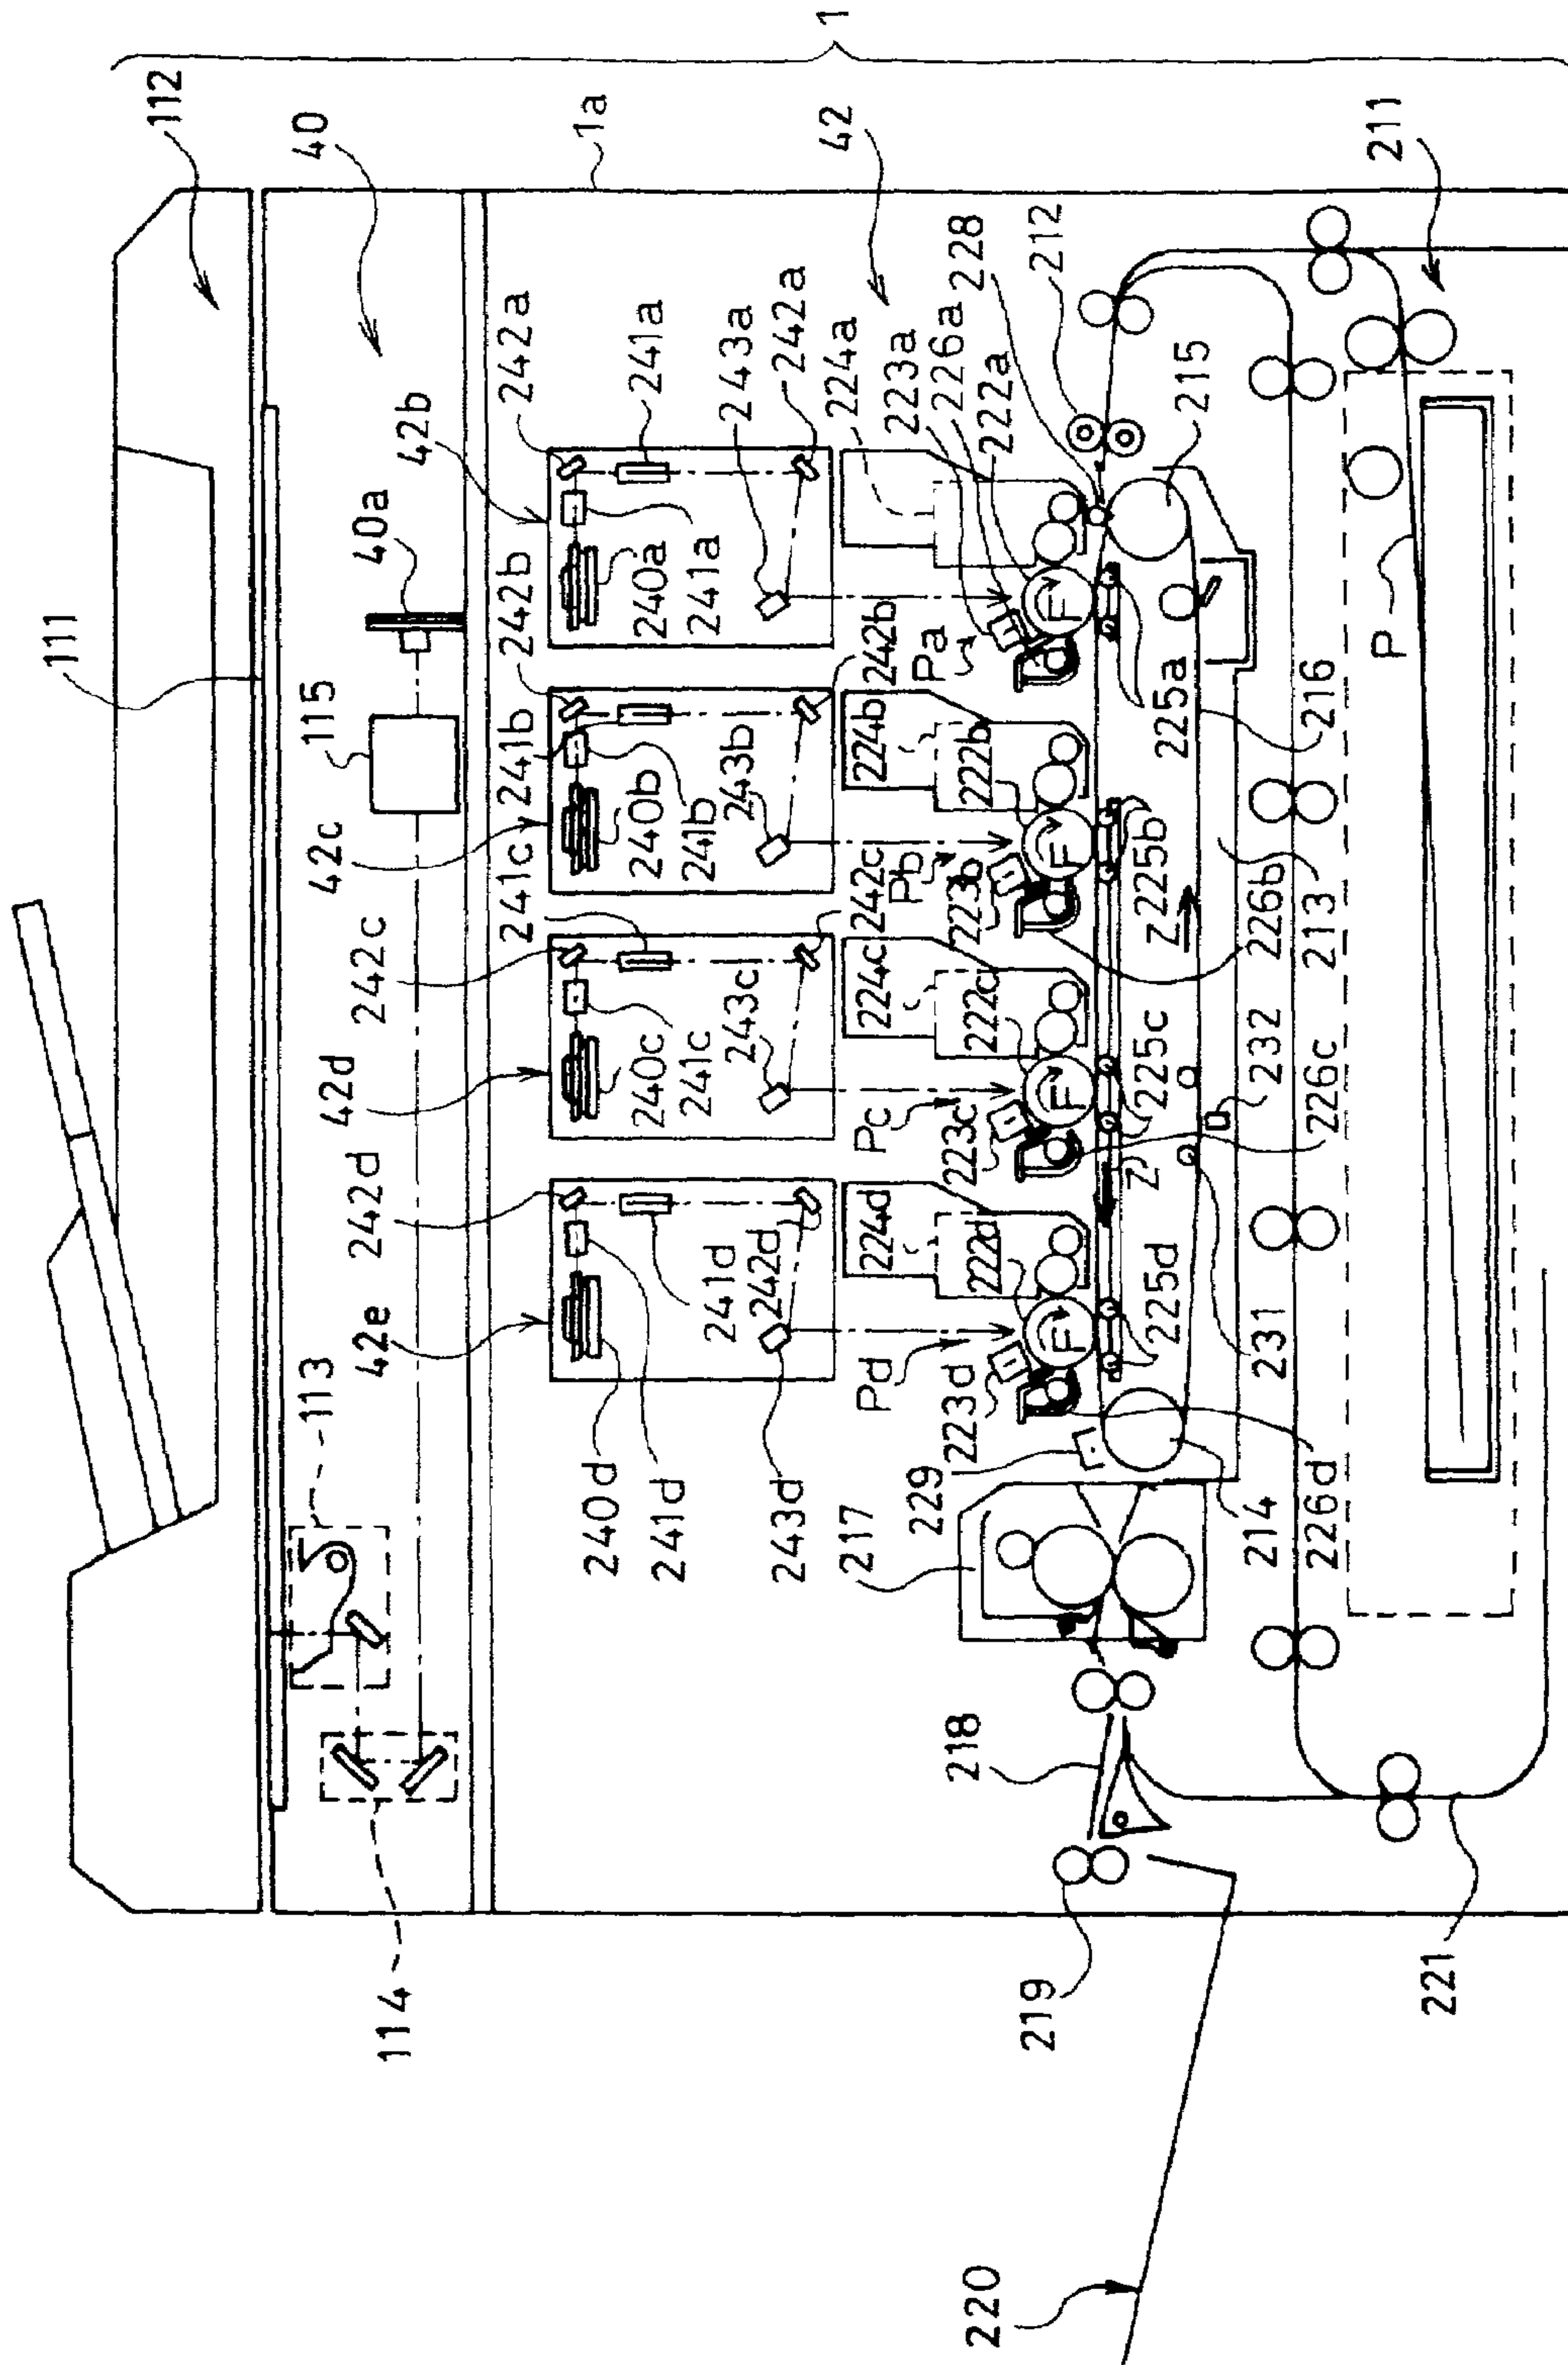 1
112
40
1a
42
211
111
115
40a
42b
242a
241a
243a
242a
224a
223a
226a
222a
228
212
215
42c
241b
242b
240a
241a
242b
Pa
225a
216
P
42d
242c
241c
240b
241b
243b
242c
224b
222b
Pb
223b
Z
225b
226b
213
42e
242d
240c
241c
243c
224c
222c
Pc
223c
Z
225c
232
226c
113
241d
242d
224d
222d
Pd
223d
225d
231
F
F
F
F
114
240d
241d
243d
217
229
214
226d
218
219
221
220